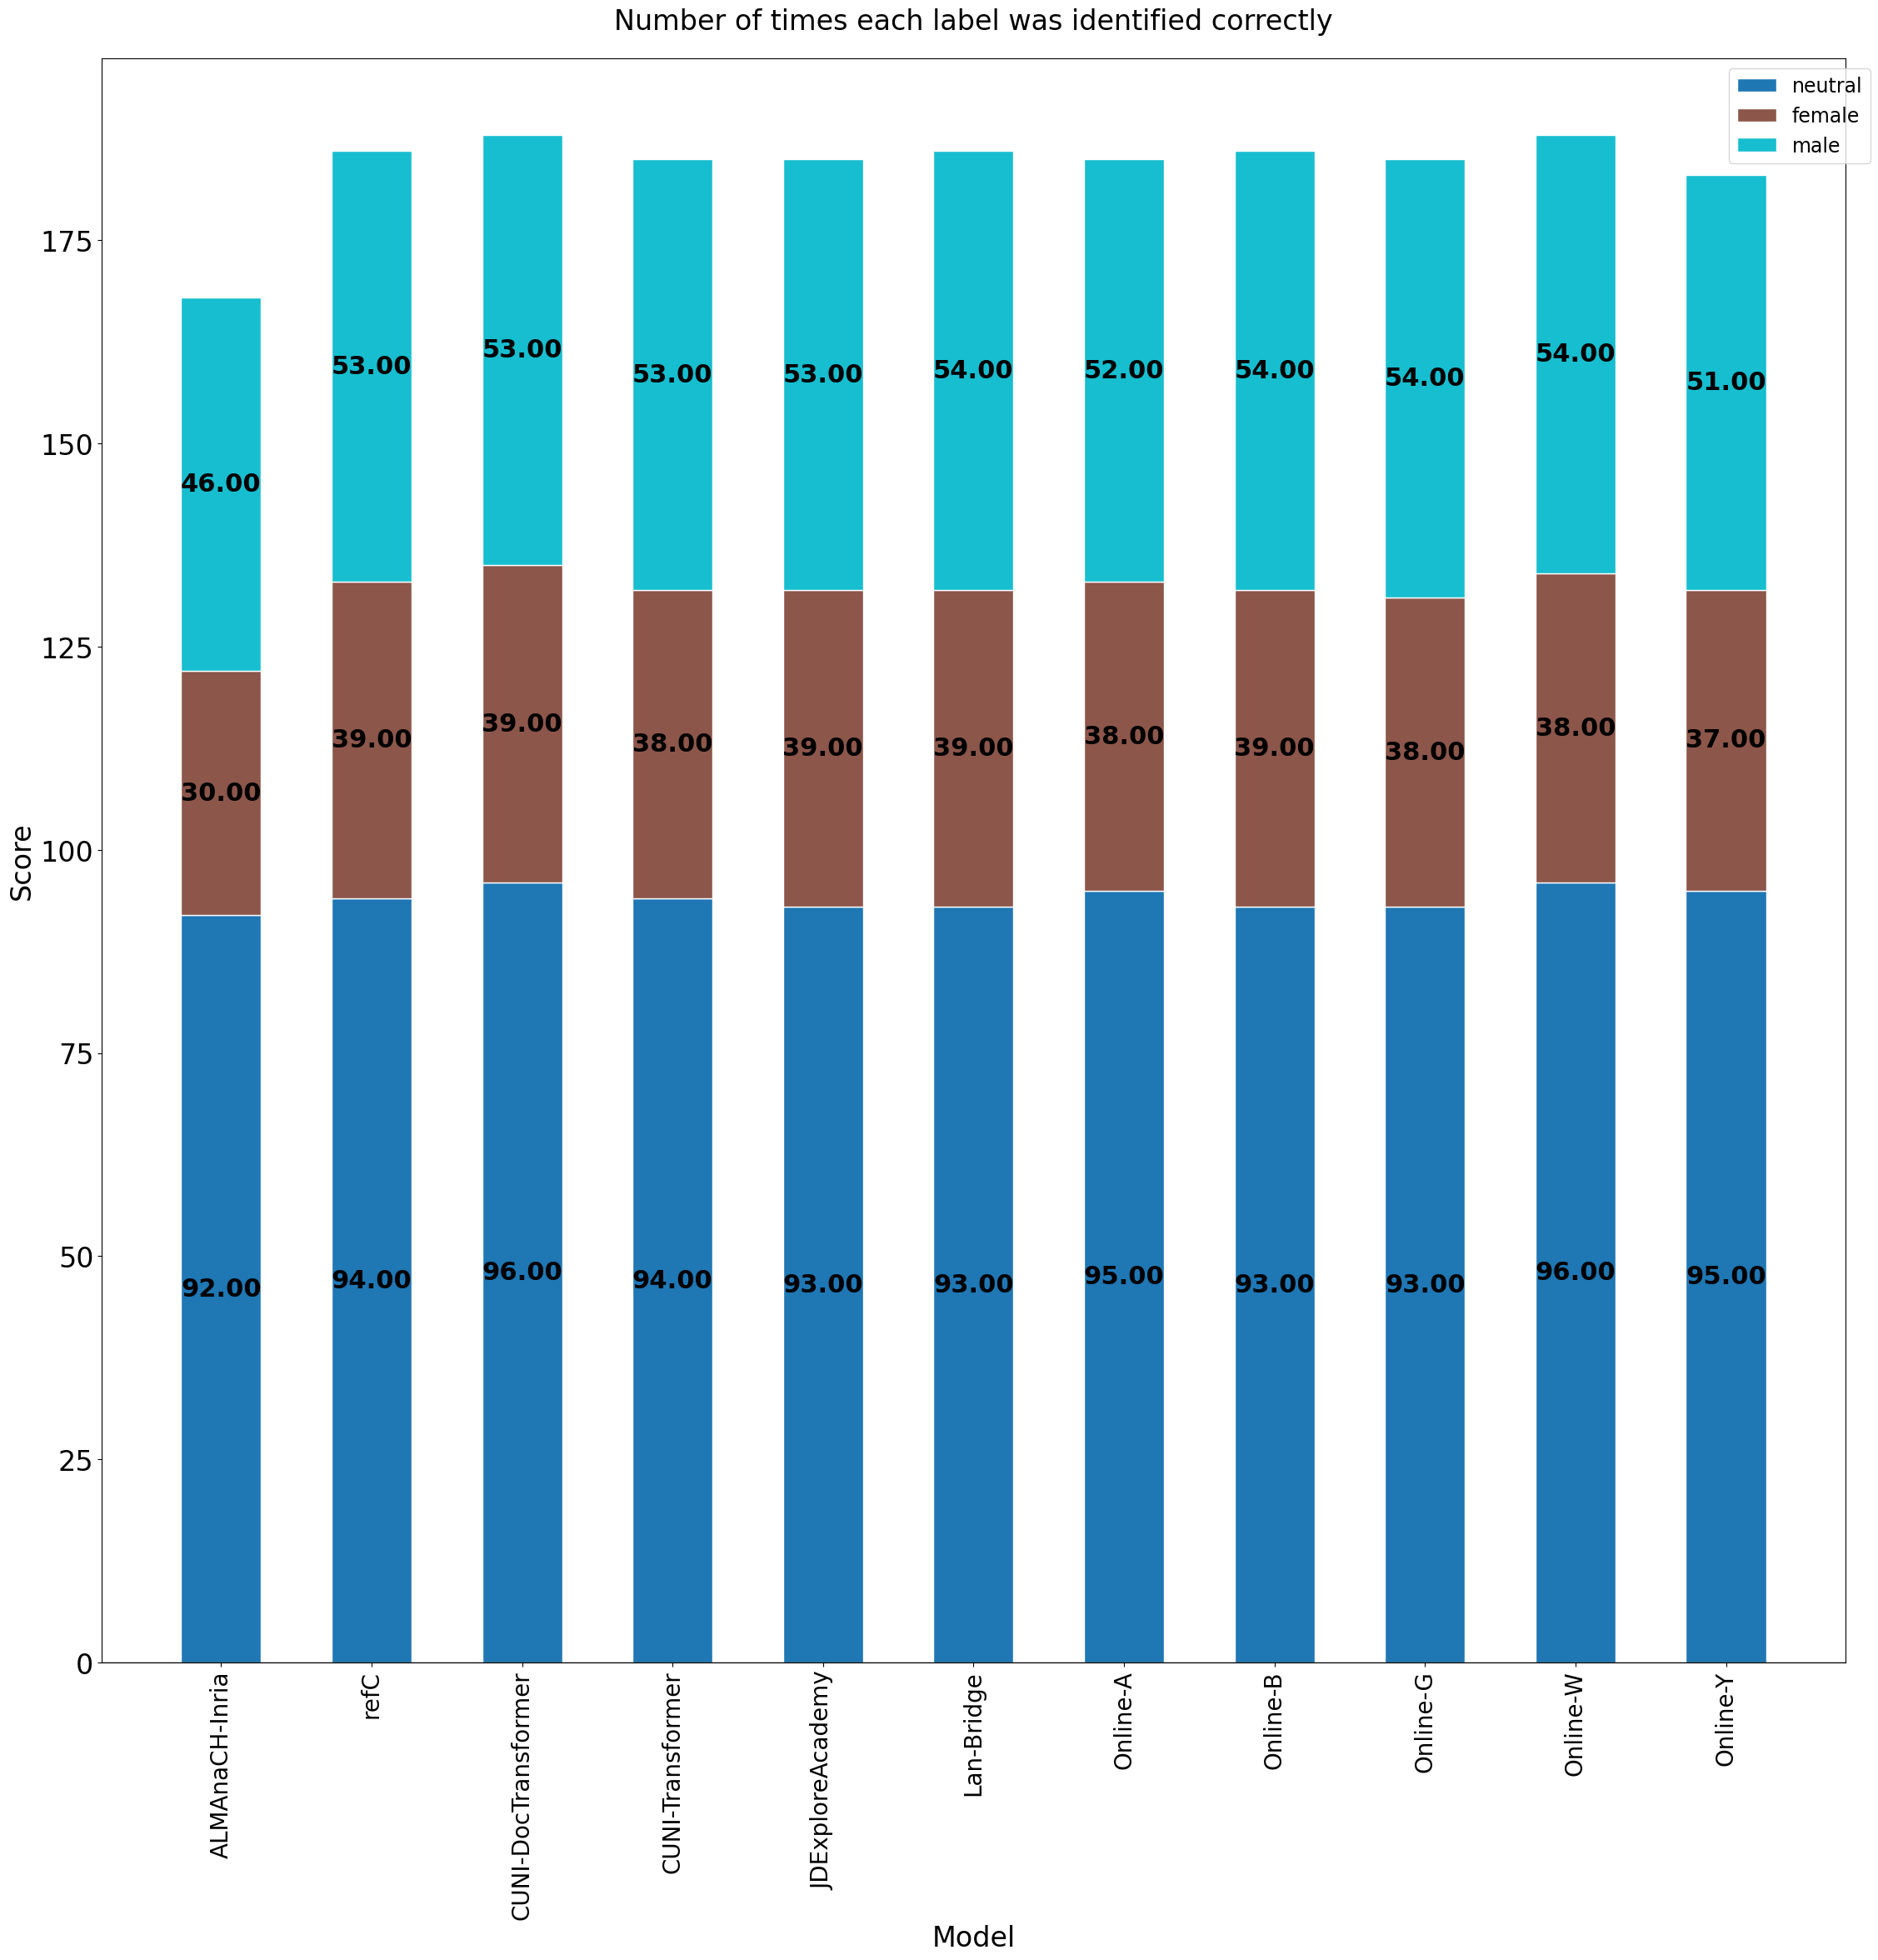 Number of times each label was identified correctly
neutral
female
male
Score
175
150
125
100
75
50
25
0
53.00
53.00
53.00
53.00
54.00
52.00
54.00
54.00
54.00
51.00
46.00
39.00
39.00
38.00
39.00
39.00
38.00
39.00
38.00
38.00
37.00
30.00
92.00
94.00
96.00
94.00
93.00
93.00
95.00
93.00
93.00
96.00
95.00
ALMAnaCH-Inria
refC
CUNI-DocTransformer
CUNI-Transformer
JDExploreAcademy
Lan-Bridge
Online-A
Online-B
Online-G
Online-W
Online-Y
Model